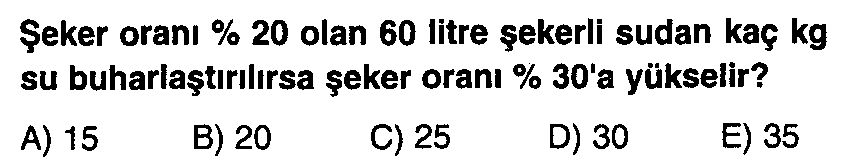 Şeker oranı % 20 olan 60 litre şekerli sudan kaç kg
su buharlaştırılırsa şeker oranı % 30'a yükselir?
A) 15 B) 20 C) 25 D) 30 E) 35